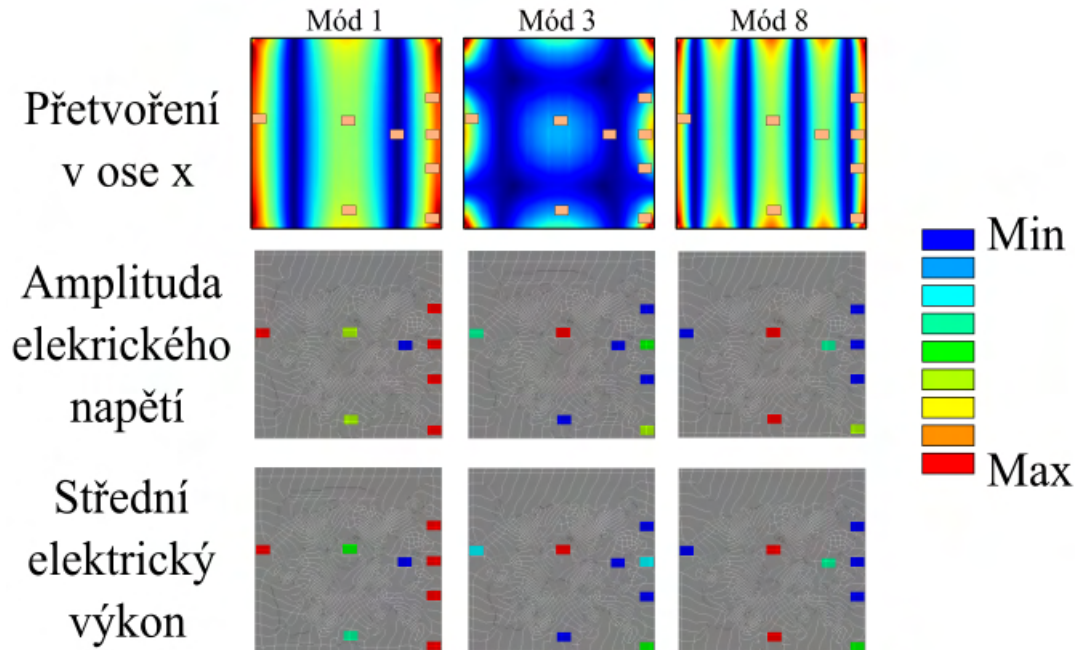 Mód 1 Mód 3 Mód 8
Přetvoření
v ose x
Amplituda
elekrického
napětí
Min
Max
Střední
elektrický
výkon